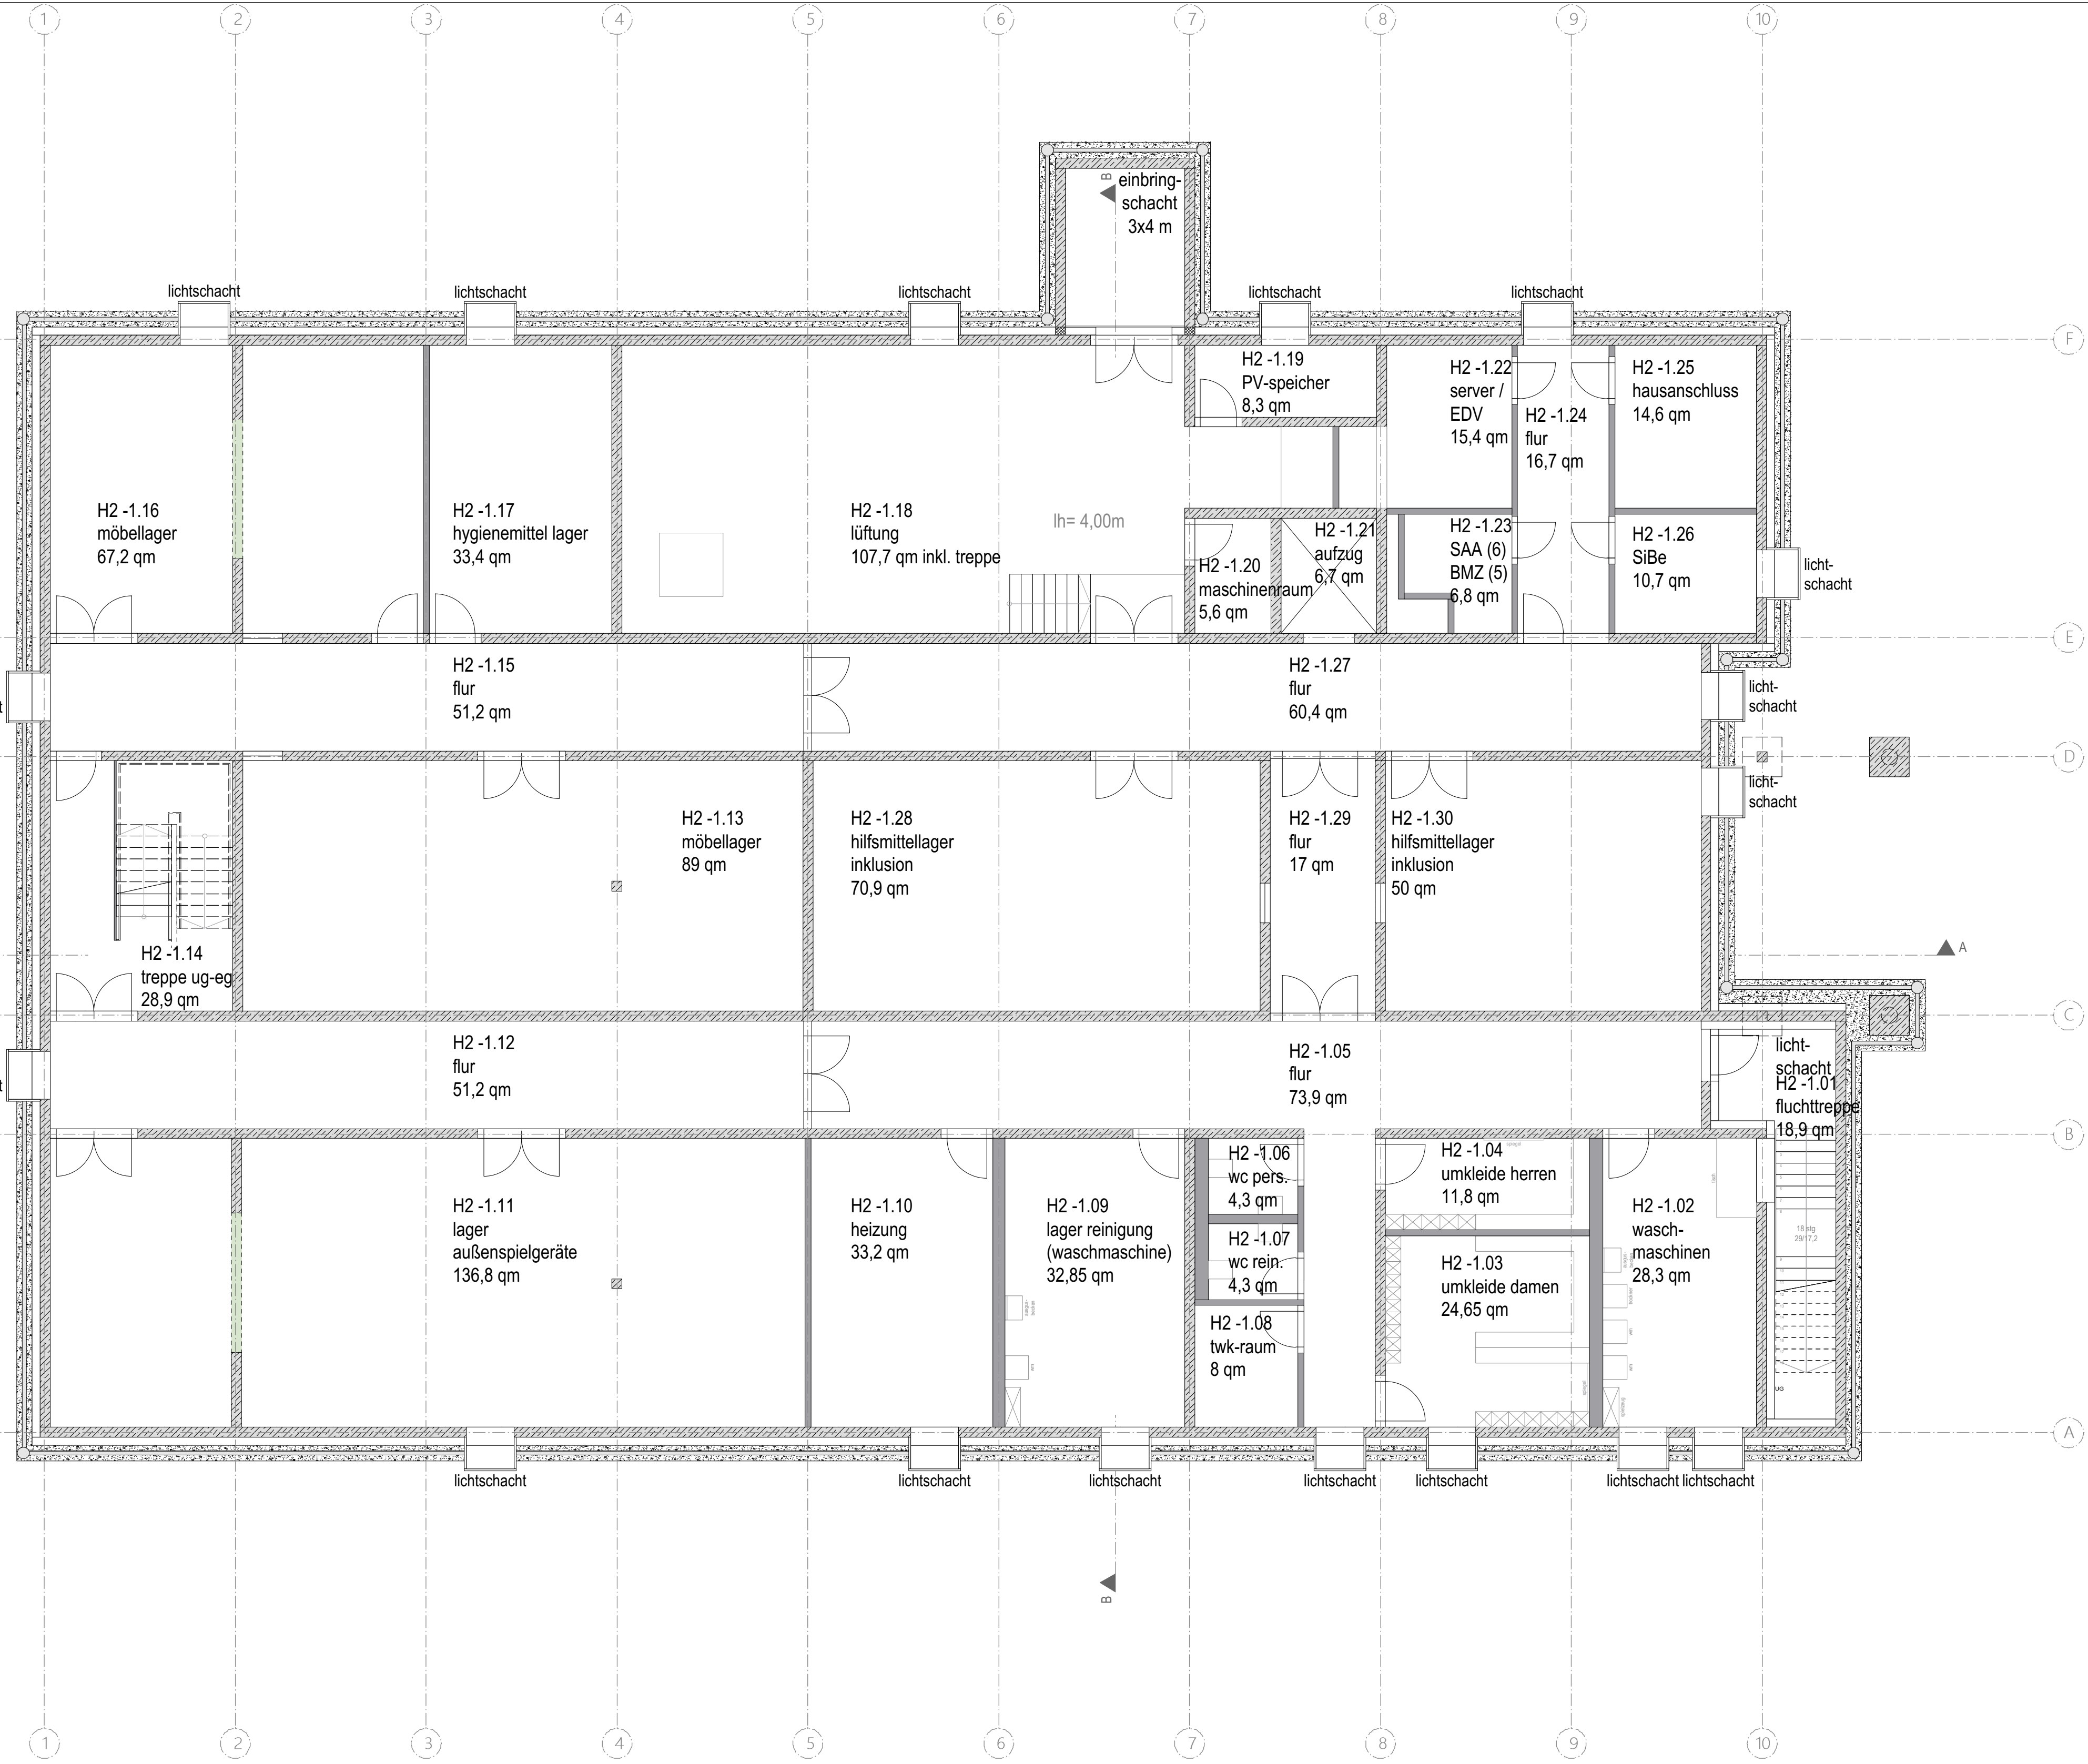 1 2 3 4 5 6 7 8 9 10
B
einbring-
schacht
3x4 m
lichtschacht
lichtschacht
lichtschacht
lichtschacht
lichtschacht
F
H2 -1.16
möbellager
67,2 qm
H2 -1.17
hygienemittel lager
33,4 qm
H2 -1.18
lüftung
107,7 qm inkl. treppe
lh= 4,00m
H2 -1.19
PV-speicher
8,3 qm
H2 -1.20
maschinenraum
5,6 qm
H2 -1.21
aufzug
6,7 qm
H2 -1.22
server /
EDV
15,4 qm
H2 -1.23
SAA (6)
BMZ (5)
6,8 qm
H2 -1.24
flur
16,7 qm
H2 -1.25
hausanschluss
14,6 qm
H2 -1.26
SiBe
10,7 qm
licht-
schacht
E
H2 -1.15
flur
51,2 qm
H2 -1.27
flur
60,4 qm
licht-
schacht
D
licht-
schacht
H2 -1.14
treppe ug-eg
28,9 qm
H2 -1.13
möbellager
89 qm
H2 -1.28
hilfsmittellager
inklusion
70,9 qm
H2 -1.29
flur
17 qm
H2 -1.30
hilfsmittellager
inklusion
50 qm
A
C
H2 -1.12
flur
51,2 qm
H2 -1.05
flur
73,9 qm
licht-
schacht
H2 -1.01
fluchttreppe
18,9 qm
B
H2 -1.11
lager
außenspielgeräte
136,8 qm
H2 -1.10
heizung
33,2 qm
H2 -1.09
lager reinigung
(waschmaschine)
32,85 qm
H2 -1.06
wc pers.
4,3 qm
H2 -1.07
wc rein.
4,3 qm
H2 -1.08
twk-raum
8 qm
H2 -1.04
umkleide herren
11,8 qm
H2 -1.03
umkleide damen
24,65 qm
H2 -1.02
wasch-
maschinen
28,3 qm
18 stg
29/17,2
UG
A
lichtschacht
lichtschacht
lichtschacht
lichtschacht
lichtschacht
lichtschacht
lichtschacht
B
1 2 3 4 5 6 7 8 9 10